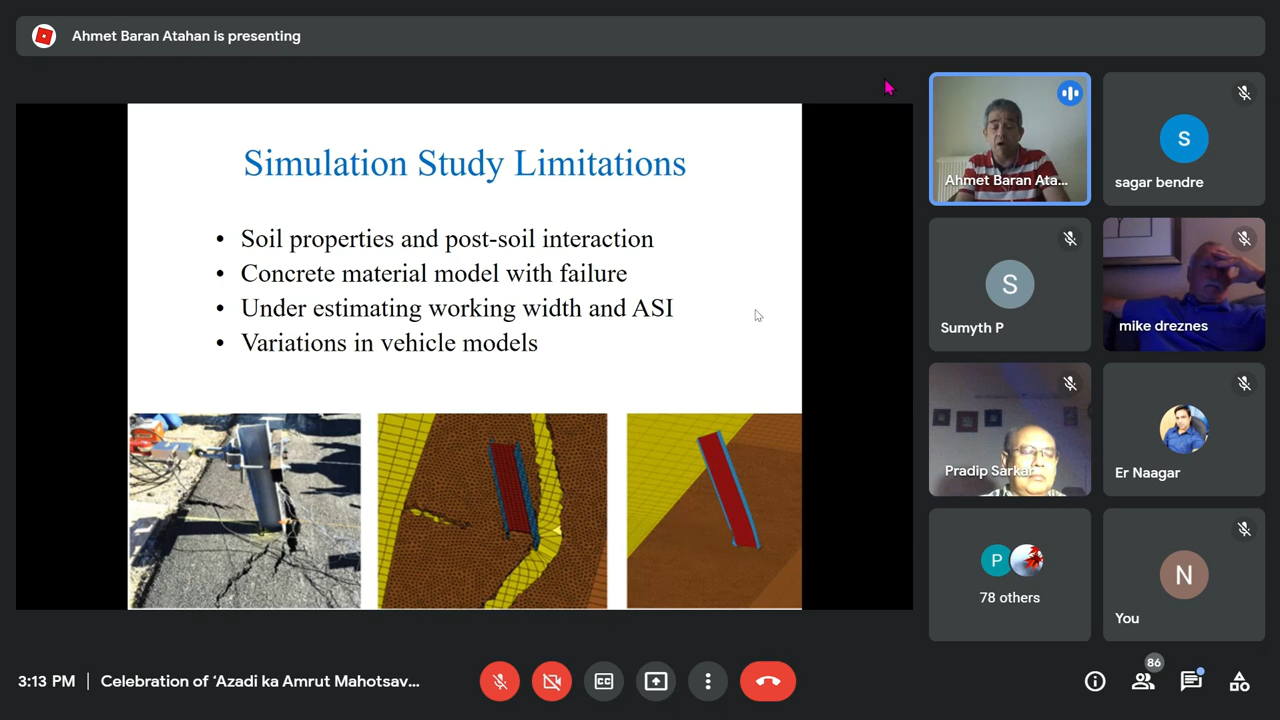 Ahmet Baran Atahan is presenting
Simulation Study Limitations
• Soil properties and post-soil interaction
• Concrete material model with failure
• Under estimating working width and ASI
• Variations in vehicle models
Ahmet Baran Ata...
S
sagar bendre
S
Sumyth P
mike dreznes
Pradip Sarkar
Er Naagar
P
78 others
N
You
3:13 PM | Celebration of ‘Azadi ka Amrut Mahotsav...
CC
86